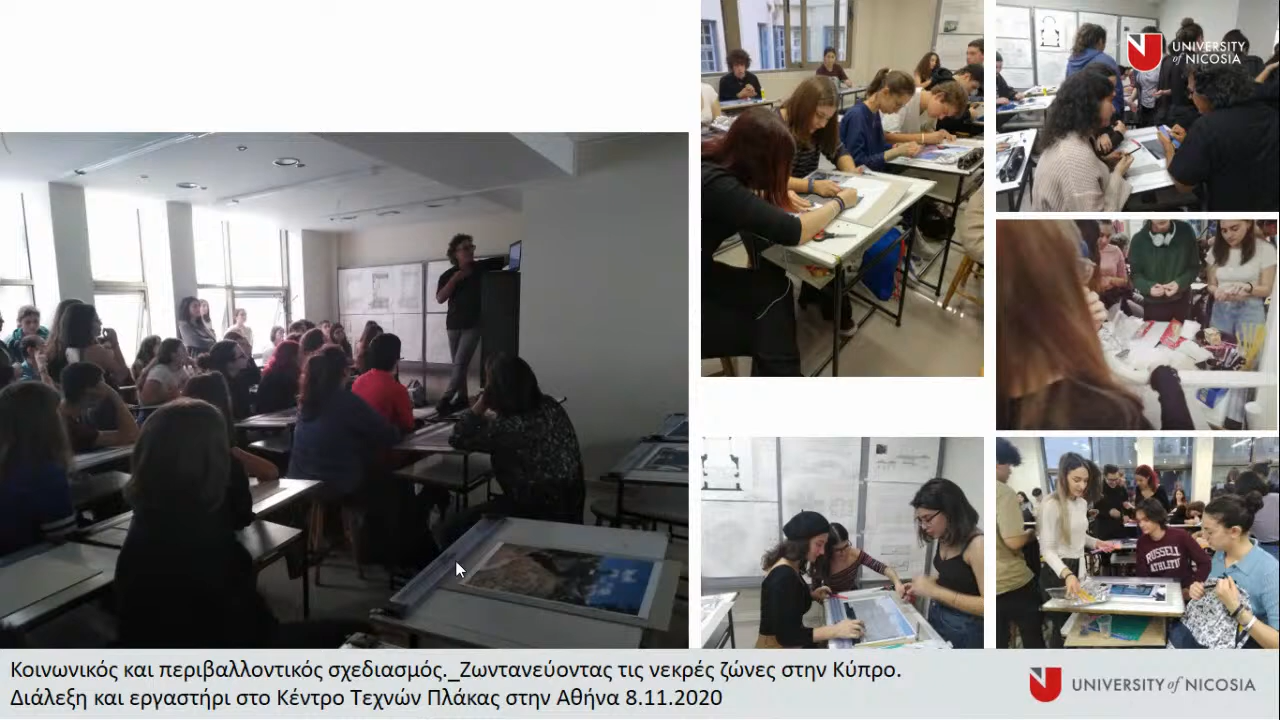 UNIVERSITY
of NICOSIA
RUSSELL
ATHLETIC
Κοινωνικός και περιβαλλοντικός σχεδιασμός._Ζωντανεύοντας τις νεκρές ζώνες στην Κύπρο.
Διάλεξη και εργαστήρι στο Κέντρο Τεχνών Πλάκας στην Αθήνα 8.11.2020
UNIVERSITY of NICOSIA